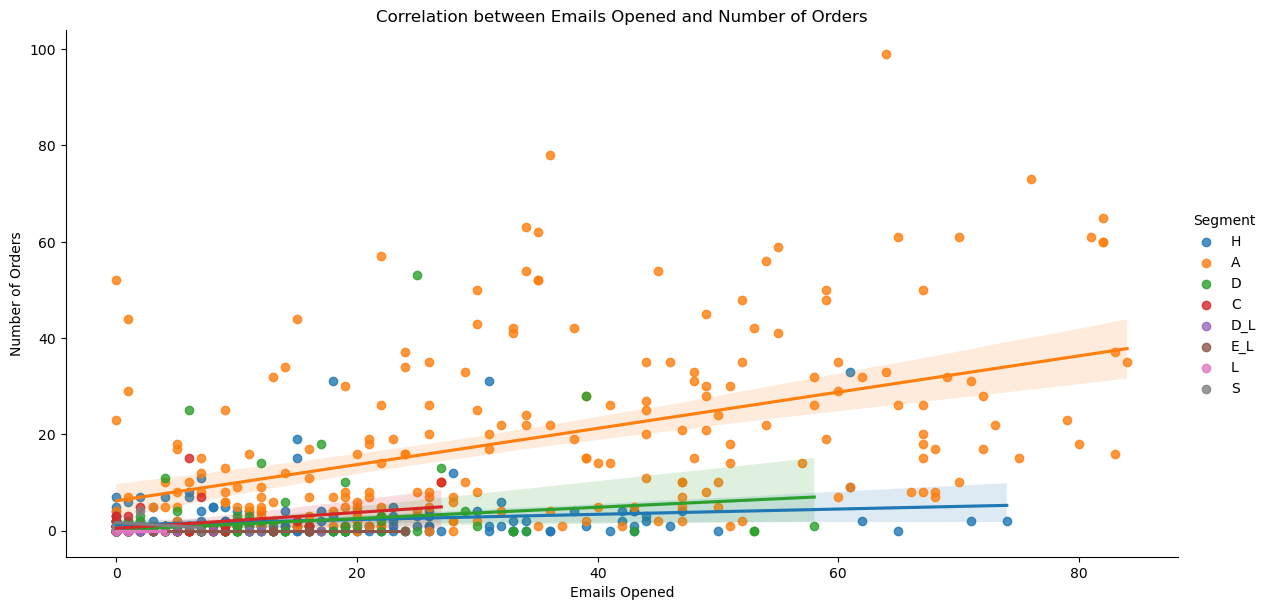 Correlation between Emails Opened and Number of Orders
100
80
60
40
20
0
Number of Orders
0 20 40 60 80
Emails Opened
Segment
H
A
D
C
D_L
E_L
L
S